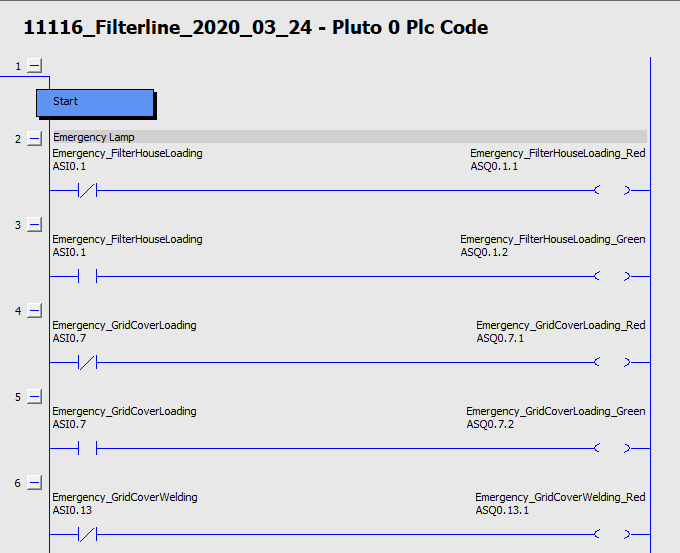 11116_Filterline_2020_03_24 - Pluto 0 Plc Code
1
Start
2
Emergency Lamp
Emergency_FilterHouseLoading Emergency_FilterHouseLoading_Red
ASI0.1 ASQ0.1.1
3
Emergency_FilterHouseLoading Emergency_FilterHouseLoading_Green
ASI0.1 ASQ0.1.2
4
Emergency_GridCoverLoading Emergency_GridCoverLoading_Red
ASI0.7 ASQ0.7.1
5
Emergency_GridCoverLoading Emergency_GridCoverLoading_Green
ASI0.7 ASQ0.7.2
6
Emergency_GridCoverWelding Emergency_GridCoverWelding_Red
ASI0.13 ASQ0.13.1